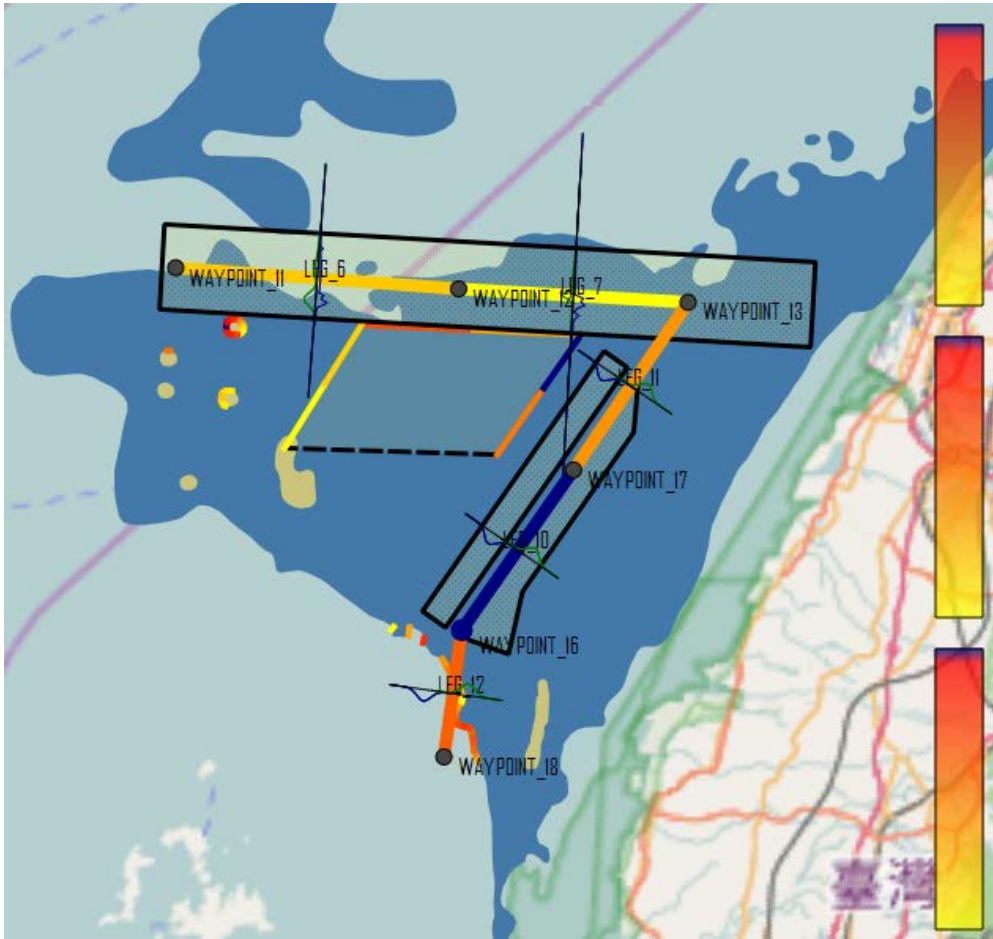 LEG_6
WAYPOINT_11
LEG_7
WAYPOINT_12
WAYPOINT_13
LEG_11
WAYPOINT_17
LEG_10
WAYPOINT_16
LEG_12
WAYPOINT_18
臺灣